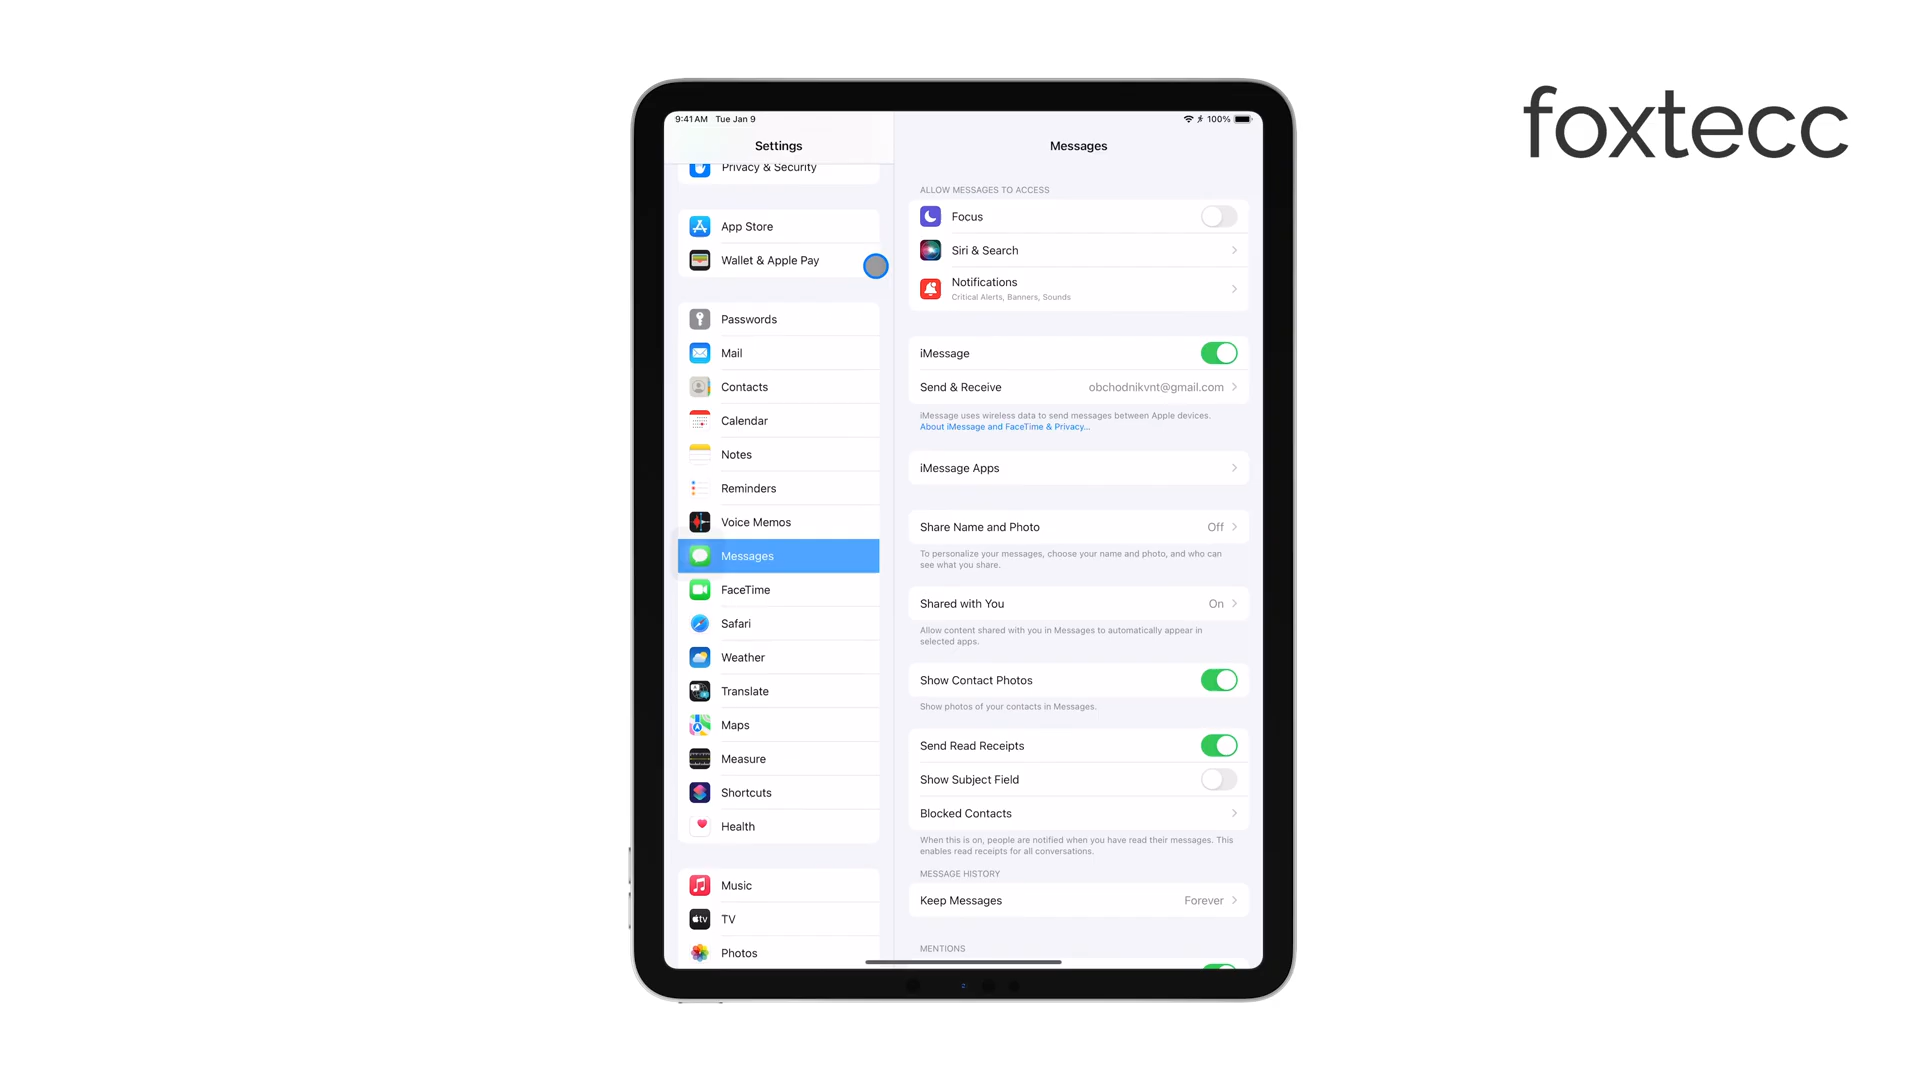 foxtecc
9:41 AM Tue Jan 9
100%
Settings
Privacy & Security
App Store
Wallet & Apple Pay
Passwords
Mail
Contacts
Calendar
Notes
Reminders
Voice Memos
Messages
FaceTime
Safari
Weather
Translate
Maps
Measure
Shortcuts
Health
Music
tv
TV
Photos
Messages
ALLOW MESSAGES TO ACCESS
Focus
Siri & Search
Notifications
Critical Alerts, Banners, Sounds
iMessage
Send & Receive obchodnikvnt@gmail.com
iMessage uses wireless data to send messages between Apple devices.
About iMessage and FaceTime & Privacy...
iMessage Apps
Share Name and Photo Off
To personalize your messages, choose your name and photo, and who can
see what you share.
Shared with You On
Allow content shared with you in Messages to automatically appear in
selected apps.
Show Contact Photos
Show photos of your contacts in Messages.
Send Read Receipts
Show Subject Field
Blocked Contacts
When this is on, people are notified when you have read their messages. This
enables read receipts for all conversations.
MESSAGE HISTORY
Keep Messages Forever
MENTIONS